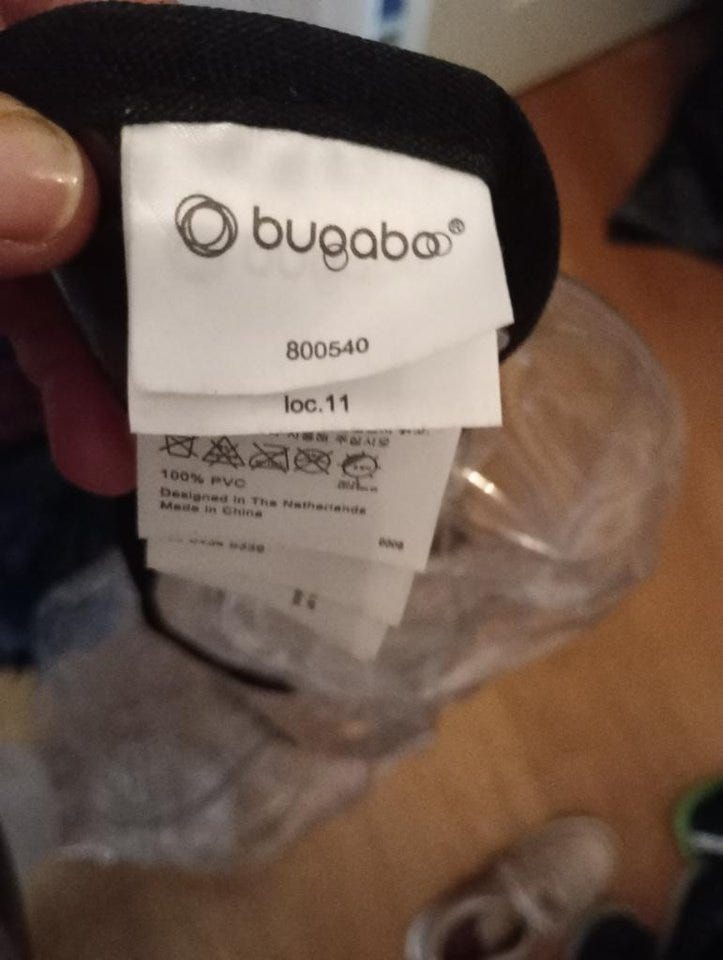 bugaboo®
800540
loc.11
100% PVC
Designed in The Netherlands
Made in China